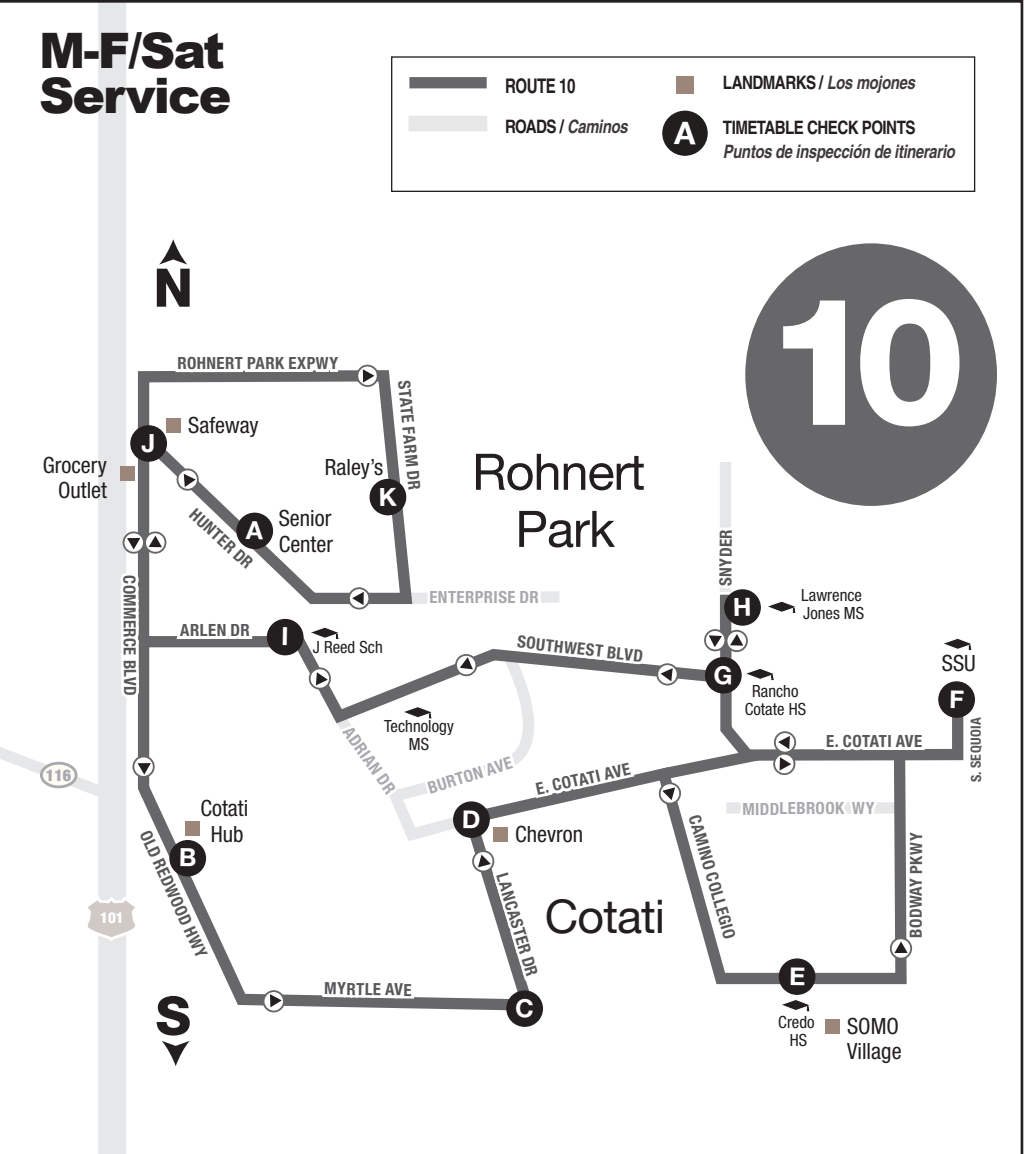 M-F/Sat
Service
ROUTE 10
LANDMARKS / Los mojones
ROADS / Caminos
A
TIMETABLE CHECK POINTS
Puntos de inspección de itinerario
N
10
ROHNERT PARK EXPWY
STATE FARM DR
J
Safeway
Grocery
Outlet
Raley's
K
Rohnert
Park
HUNTER DR
A
Senior
Center
SNYDER
COMMERCE BLVD
ENTERPRISE DR
H
Lawrence
Jones MS
ARLEN DR
I
J Reed Sch
SOUTHWEST BLVD
G
Rancho
Cotate HS
SSU
F
S. SEQUOIA
Technology
MS
ADRIAN DR
BURTON AVE
E. COTATI AVE
E. COTATI AVE
116
MIDDLEBROOK WY
Cotati
Hub
B
D
Chevron
OLD REDWOOD HWY
LANCASTER DR
CAMINO COLLEGIO
BODWAY PKWY
101
Cotati
MYRTLE AVE
C
E
Credo
HS
SOMO
Village
S